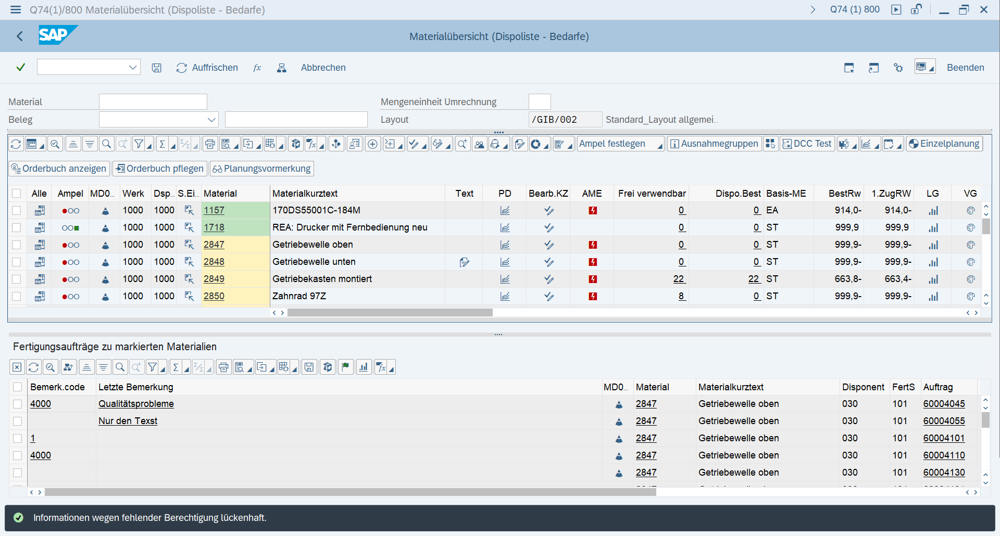 Q74(1)/800 Materialübersicht (Dispoliste - Bedarfe)
Q74 (1) 800
SAP
Materialübersicht (Dispoliste - Bedarfe)
Auffrischen
Abbrechen
Beenden
Material
Mengeneinheit Umrechnung
Beleg
Layout
/GIB/002
Standard_Layout allgemei...
Ampel festlegen
Ausnahmegruppen
DCC Test
Einzelplanung
Orderbuch anzeigen
Orderbuch pflegen
Planungsvormerkung
Alle Ampel MD0... Werk Dsp... S.Ei... Material Materialkurztext Text PD Bearb.KZ AME Frei verwendbar Dispo.Best Basis-ME BestRw 1.ZugRW LG VG
1000 1000 1157 170DS55001C-184M 0 0 EA 914,0- 914,0-
1000 1000 1718 REA: Drucker mit Fernbedienung neu 0 0 ST 999,9 999,9
1000 1000 2847 Getriebewelle oben 0 0 ST 999,9- 999,9-
1000 1000 2848 Getriebewelle unten 0 0 ST 999,9- 999,9-
1000 1000 2849 Getriebekasten montiert 22 22 ST 663,8- 663,4-
1000 1000 2850 Zahnrad 97Z 8 0 ST 999,9- 999,9-
Fertigungsaufträge zu markierten Materialien
Bemerk.code Letzte Bemerkung MD0... Material Materialkurztext Disponent FertS Auftrag
4000 Qualitätsprobleme 2847 Getriebewelle oben 030 101 60004045
Nur den Texst 2847 Getriebewelle oben 030 101 60004055
1 2847 Getriebewelle oben 030 101 60004101
4000 2847 Getriebewelle oben 030 101 60004110
2847 Getriebewelle oben 030 101 60004130
Informationen wegen fehlender Berechtigung lückenhaft.